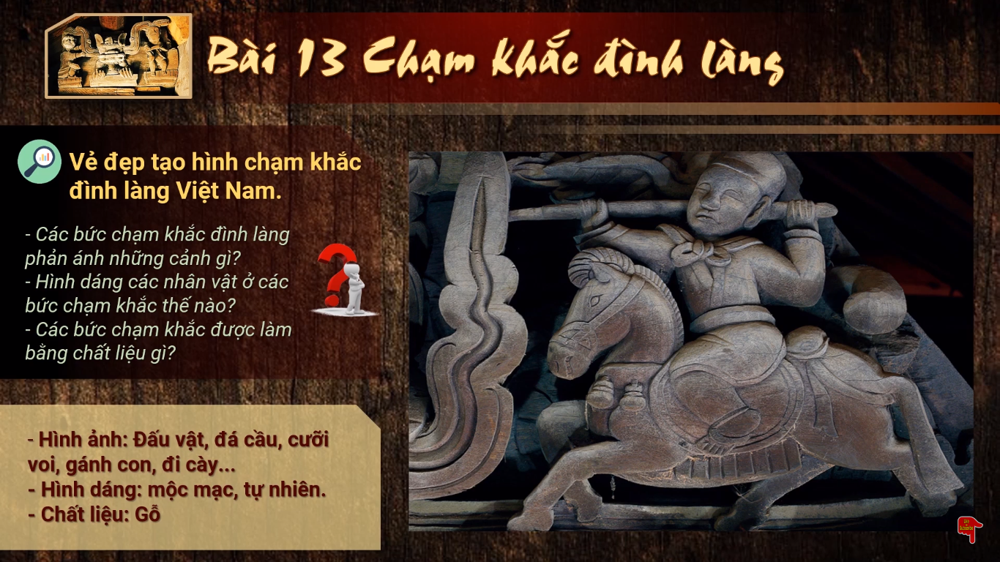 Bài 13 Chạm khắc đình làng
Vẻ đẹp tạo hình chạm khắc
đình làng Việt Nam.
- Các bức chạm khắc đình làng
phản ánh những cảnh gì?
- Hình dáng các nhân vật ở các
bức chạm khắc thế nào?
- Các bức chạm khắc được làm
bằng chất liệu gì?
- Hình ảnh: Đấu vật, đá cầu, cưỡi
voi, gánh con, đi cày...
- Hình dáng: mộc mạc, tự nhiên.
- Chất liệu: Gỗ
Subscribe